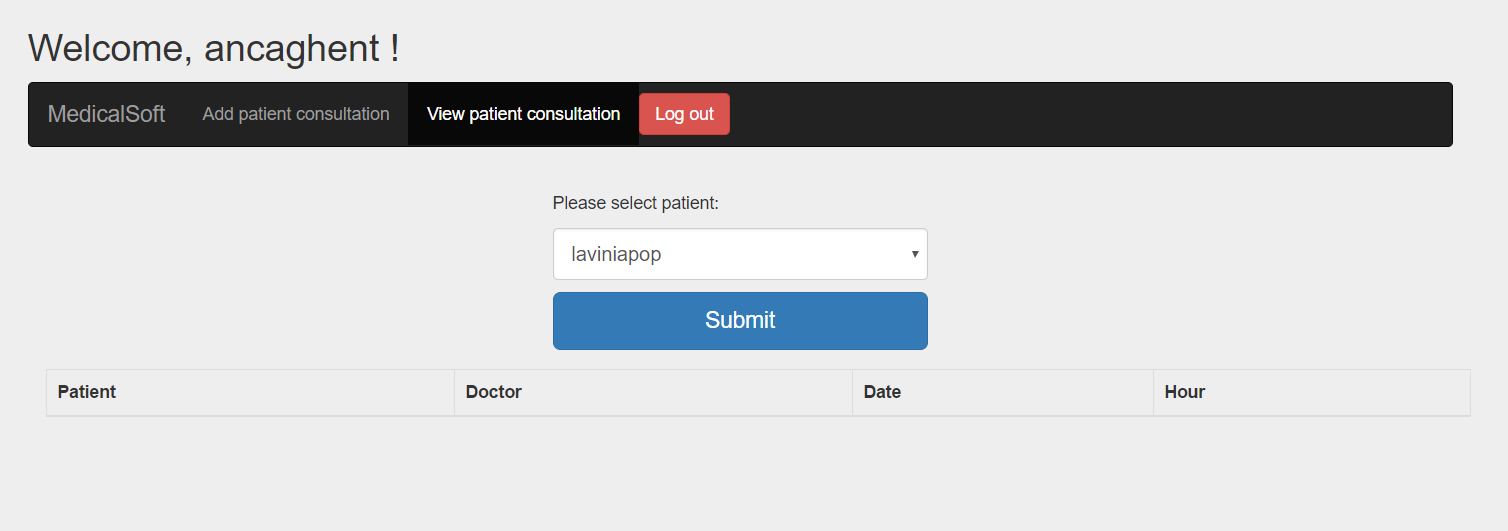 Welcome, ancaghent !
MedicalSoft Add patient consultation View patient consultation Log out
Please select patient:
laviniapop
Submit
Patient Doctor Date Hour